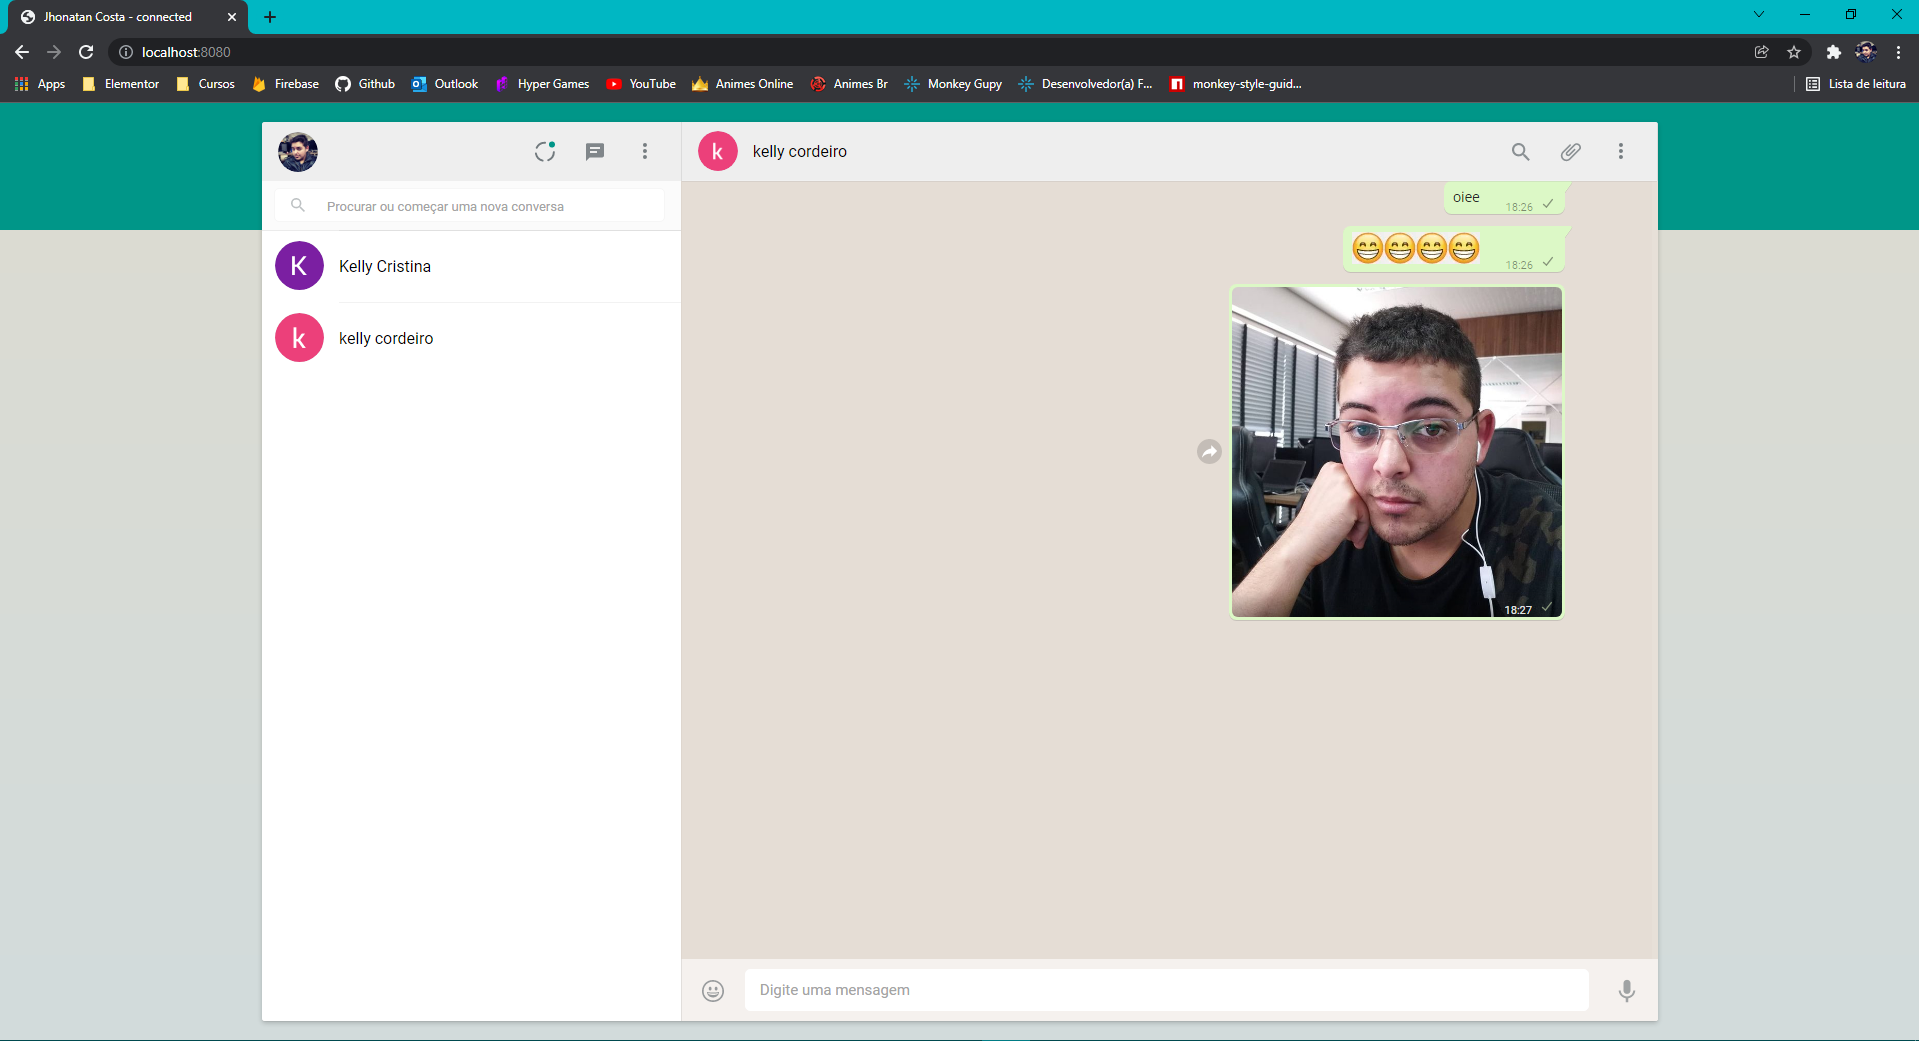 Jhonatan Costa - connected
localhost:8080
Apps
Elementor
Cursos
Firebase
Github
Outlook
Hyper Games
YouTube
Animes Online
Animes Br
Monkey Gupy
Desenvolvedor(a) F...
monkey-style-guid...
Lista de leitura
k
kelly cordeiro
Procurar ou começar uma nova conversa
K
Kelly Cristina
k
kelly cordeiro
oiee
18:26
18:26
18:27
Digite uma mensagem